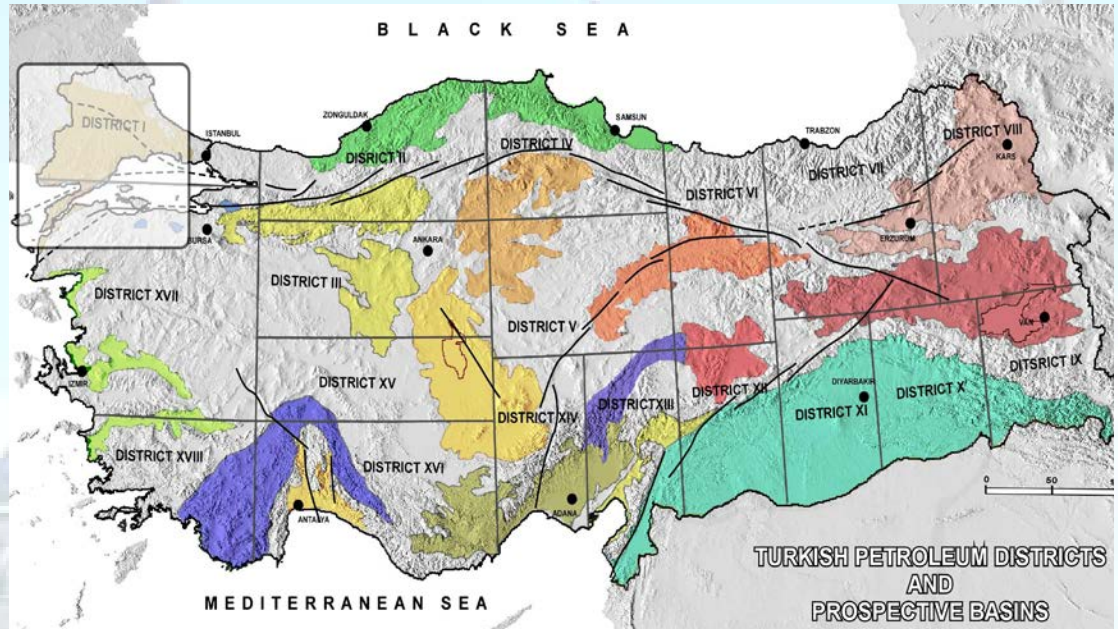 BLACK SEA
DISTRICT I
ISTANBUL
ZONGULDAK
DISRICT II
DISTRICT IV
SAMSUN
TRABZON
DISTRICT VI
DISTRICT VII
DISTRICT VIII
KARS
BURSA
ANKARA
ERZURUM
DISTRICT XVII
DISTRICT III
DISTRICT V
VAN
IZMIR
DISTRICT XV
DISTRICT XIV
DISTRICTXIII
DISTRICT XII
DIYARBAKIR
DISTRICT XI
DISTRICT X
DITSRICT IX
DISTRICT XVIII
DISTRICT XVI
ANTALYA
ADANA
0
50
TURKISH PETROLEUM DISTRICTS
AND
PROSPECTIVE BASINS
MEDITERRANEAN SEA